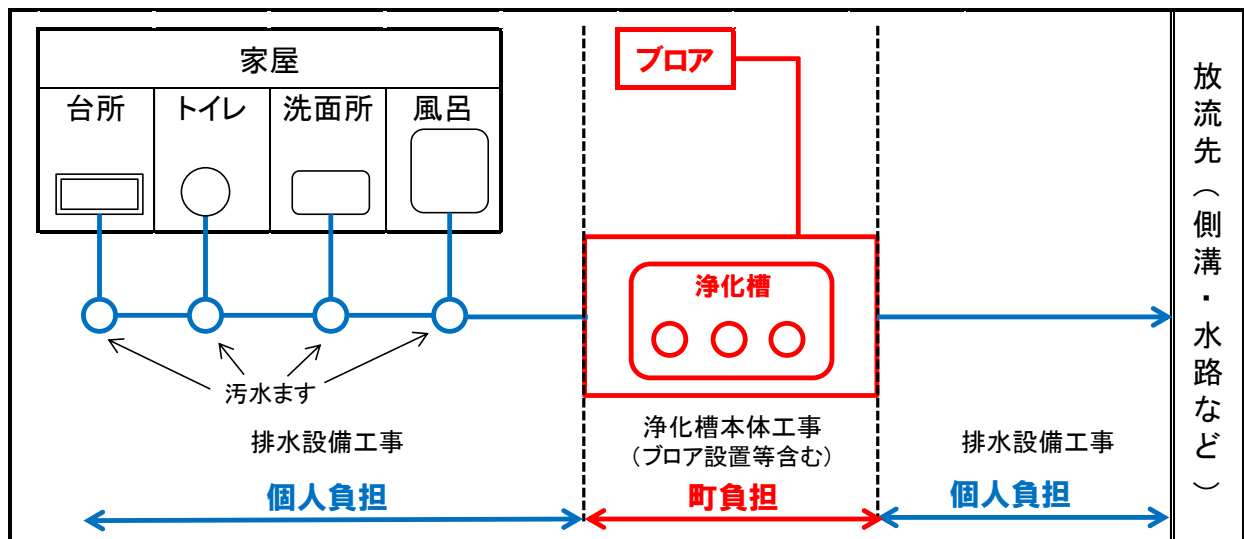 家屋
台所
トイレ
洗面所
風呂
ブロア
浄化槽
汚水ます
排水設備工事
個人負担
浄化槽本体工事
（ブロア設置等含む）
町負担
排水設備工事
個人負担
放流先（側溝・水路など）